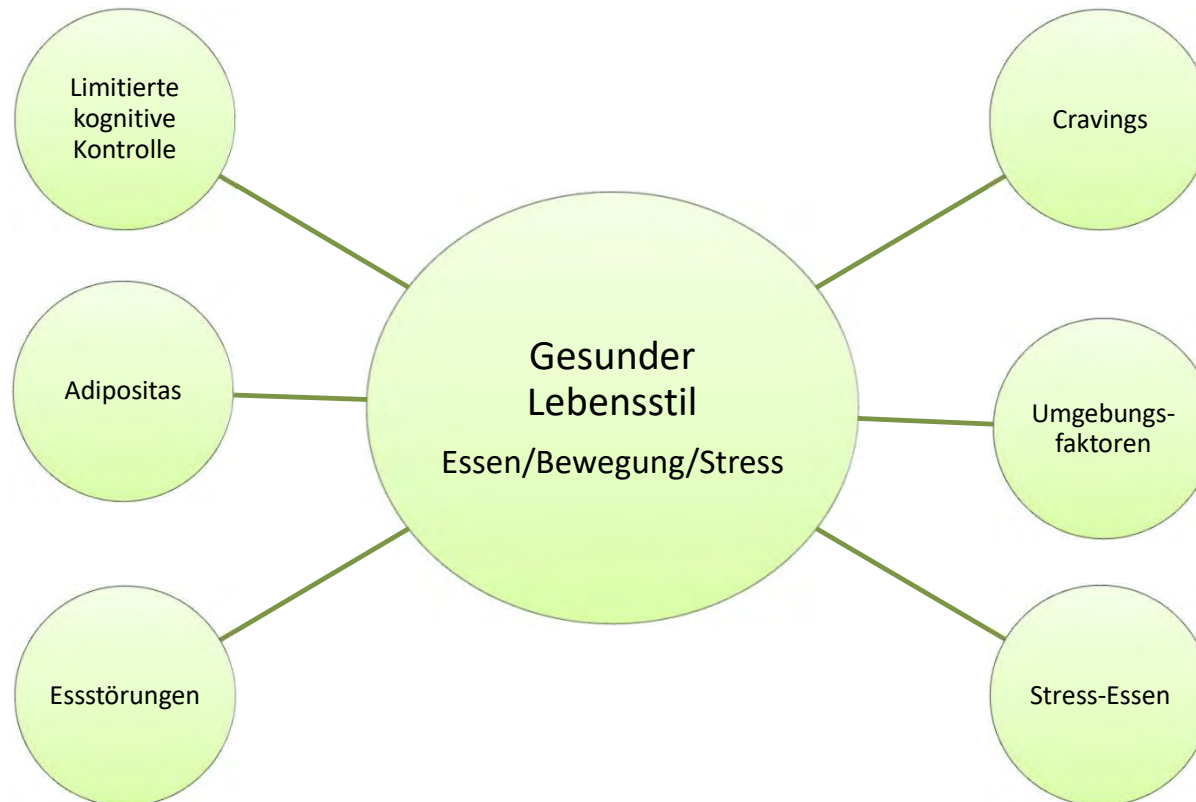 Limitierte
kognitive
Kontrolle
Cravings
Gesunder
Lebensstil
Essen/Bewegung/Stress
Adipositas
Umgebungs-
faktoren
Essstörungen
Stress-Essen